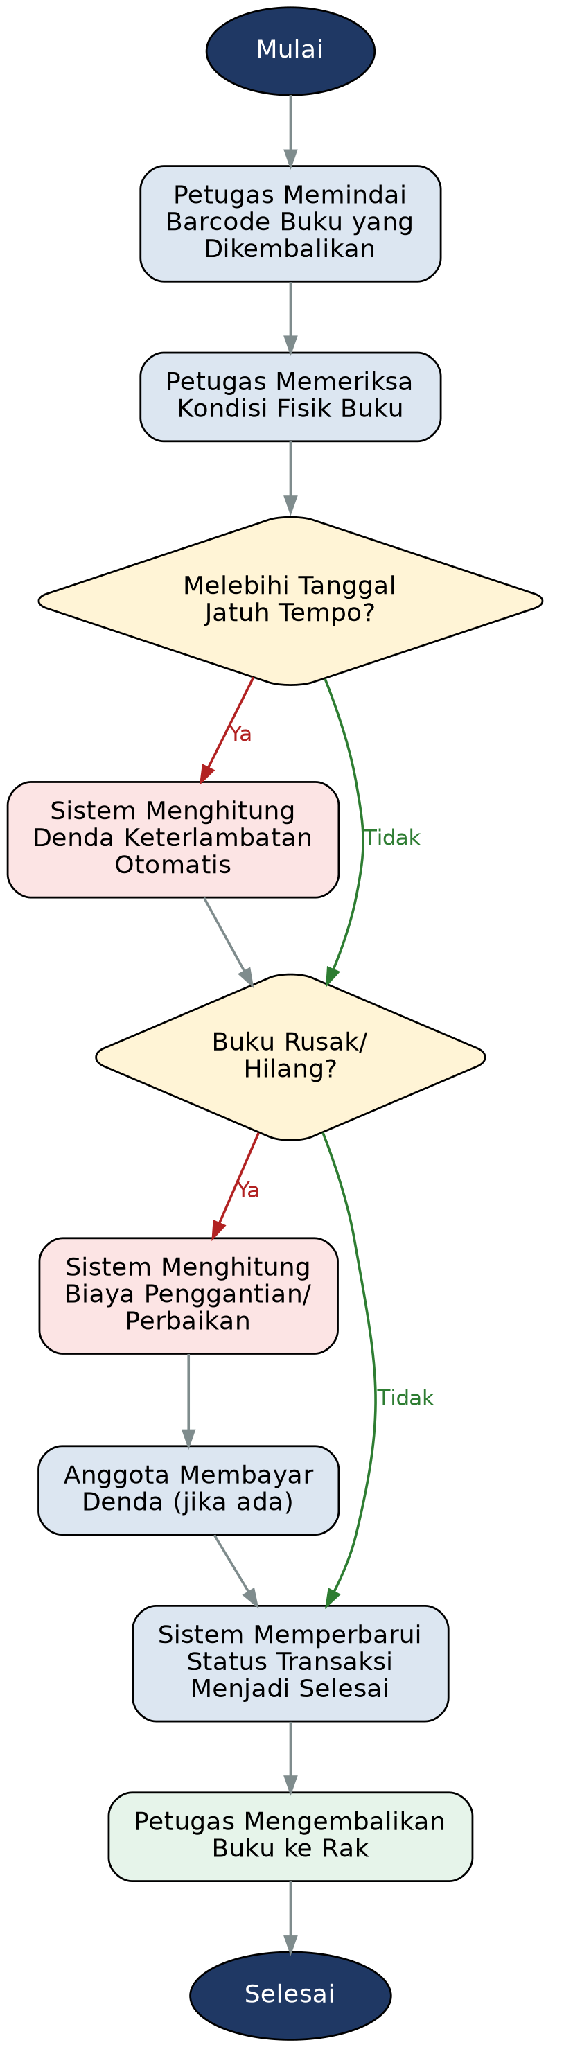 Mulai
Petugas Memindai
Barcode Buku yang
Dikembalikan
Petugas Memeriksa
Kondisi Fisik Buku
Melebihi Tanggal
Jatuh Tempo?
Ya
Tidak
Sistem Menghitung
Denda Keterlambatan
Otomatis
Buku Rusak/
Hilang?
Ya
Sistem Menghitung
Biaya Penggantian/
Perbaikan
Tidak
Anggota Membayar
Denda (jika ada)
Sistem Memperbarui
Status Transaksi
Menjadi Selesai
Petugas Mengembalikan
Buku ke Rak
Selesai